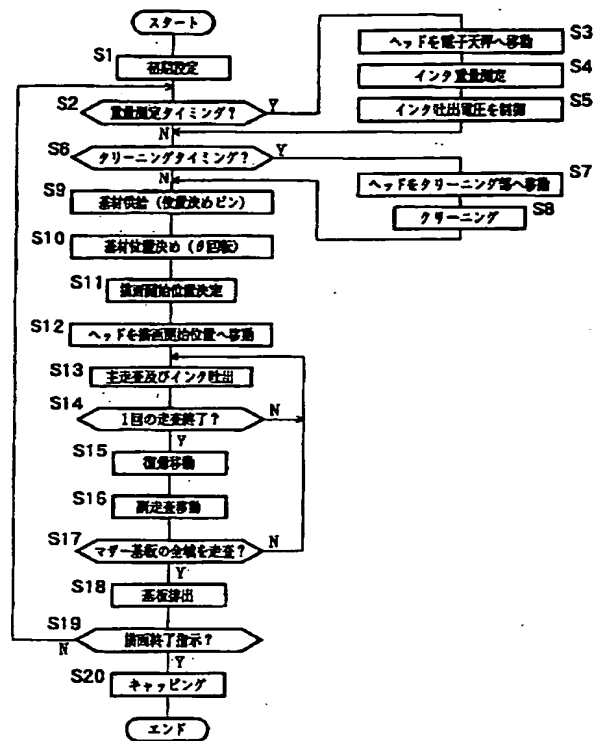 スタート
S1
初期設定
S2
重量測定タイミング？
Y
N
S3
ヘッドを電子天秤へ移動
S4
インク重量測定
S5
インク吐出電圧を制御
S6
クリーニングタイミング？
Y
N
S7
ヘッドをクリーニング部へ移動
S8
クリーニング
S9
基材供給（位置決めピン）
S10
基材位置決め（θ回転）
S11
描画開始位置決定
S12
ヘッドを描画開始位置へ移動
S13
主走査及びインク吐出
S14
1回の走査終了？
N
Y
S15
復帰移動
S16
副走査移動
S17
マザー基板の全域を走査？
N
Y
S18
基板排出
S19
描画終了指示？
N
Y
S20
キャッピング
エンド